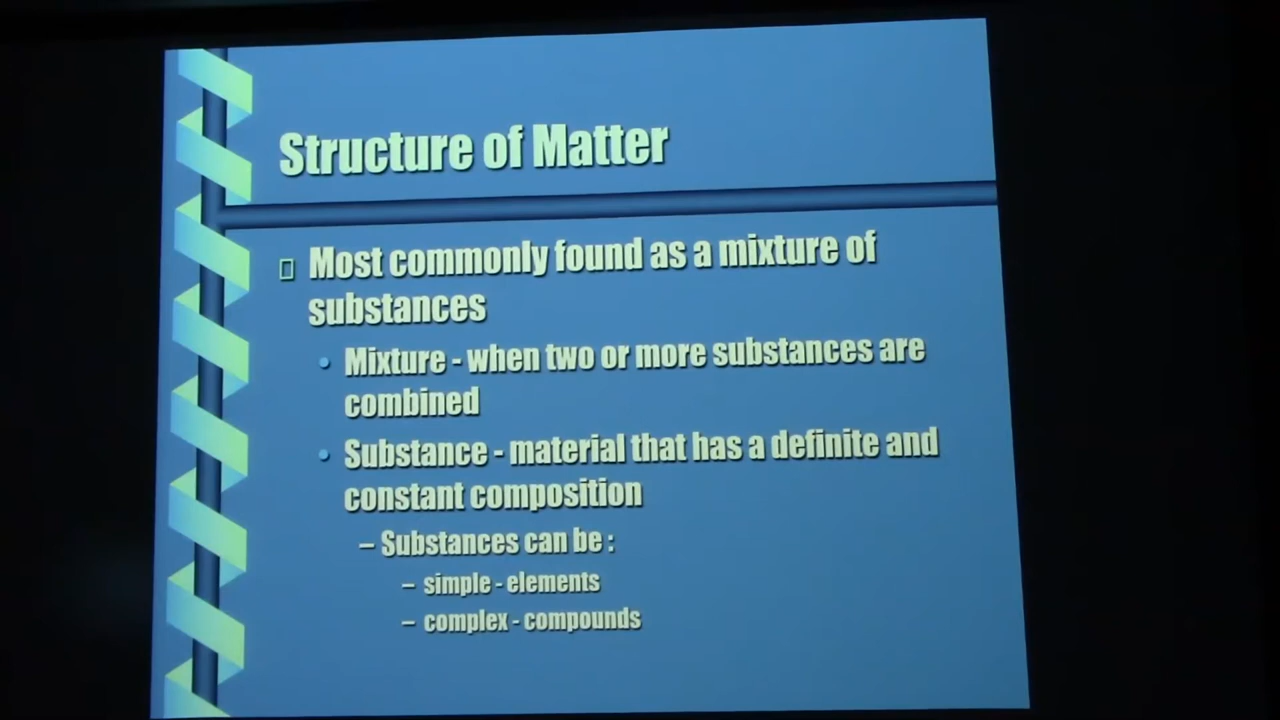 Structure of Matter
Most commonly found as a mixture of
substances
• Mixture - when two or more substances are
combined
• Substance - material that has a definite and
constant composition
– Substances can be :
– simple - elements
– complex - compounds